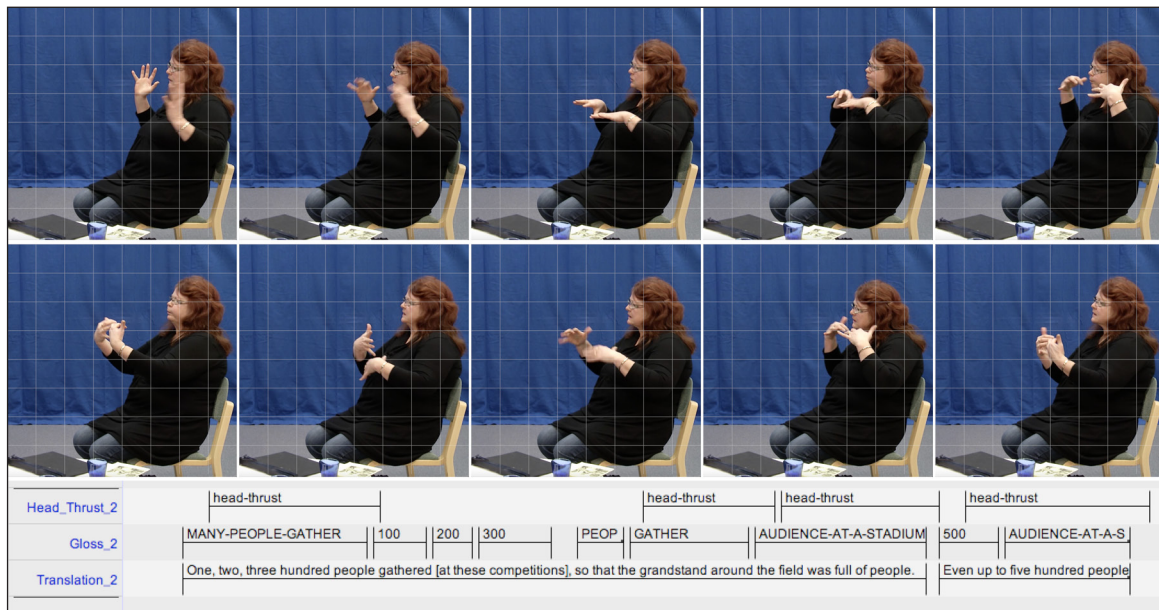 Head_Thrust_2 head-thrust head-thrust head-thrust head-thrust
Gloss_2 MANY-PEOPLE-GATHER 100 200 300 PEOP GATHER AUDIENCE-AT-A-STADIUM 500 AUDIENCE-AT-A-S
Translation_2 One, two, three hundred people gathered [at these competitions], so that the grandstand around the field was full of people. Even up to five hundred people